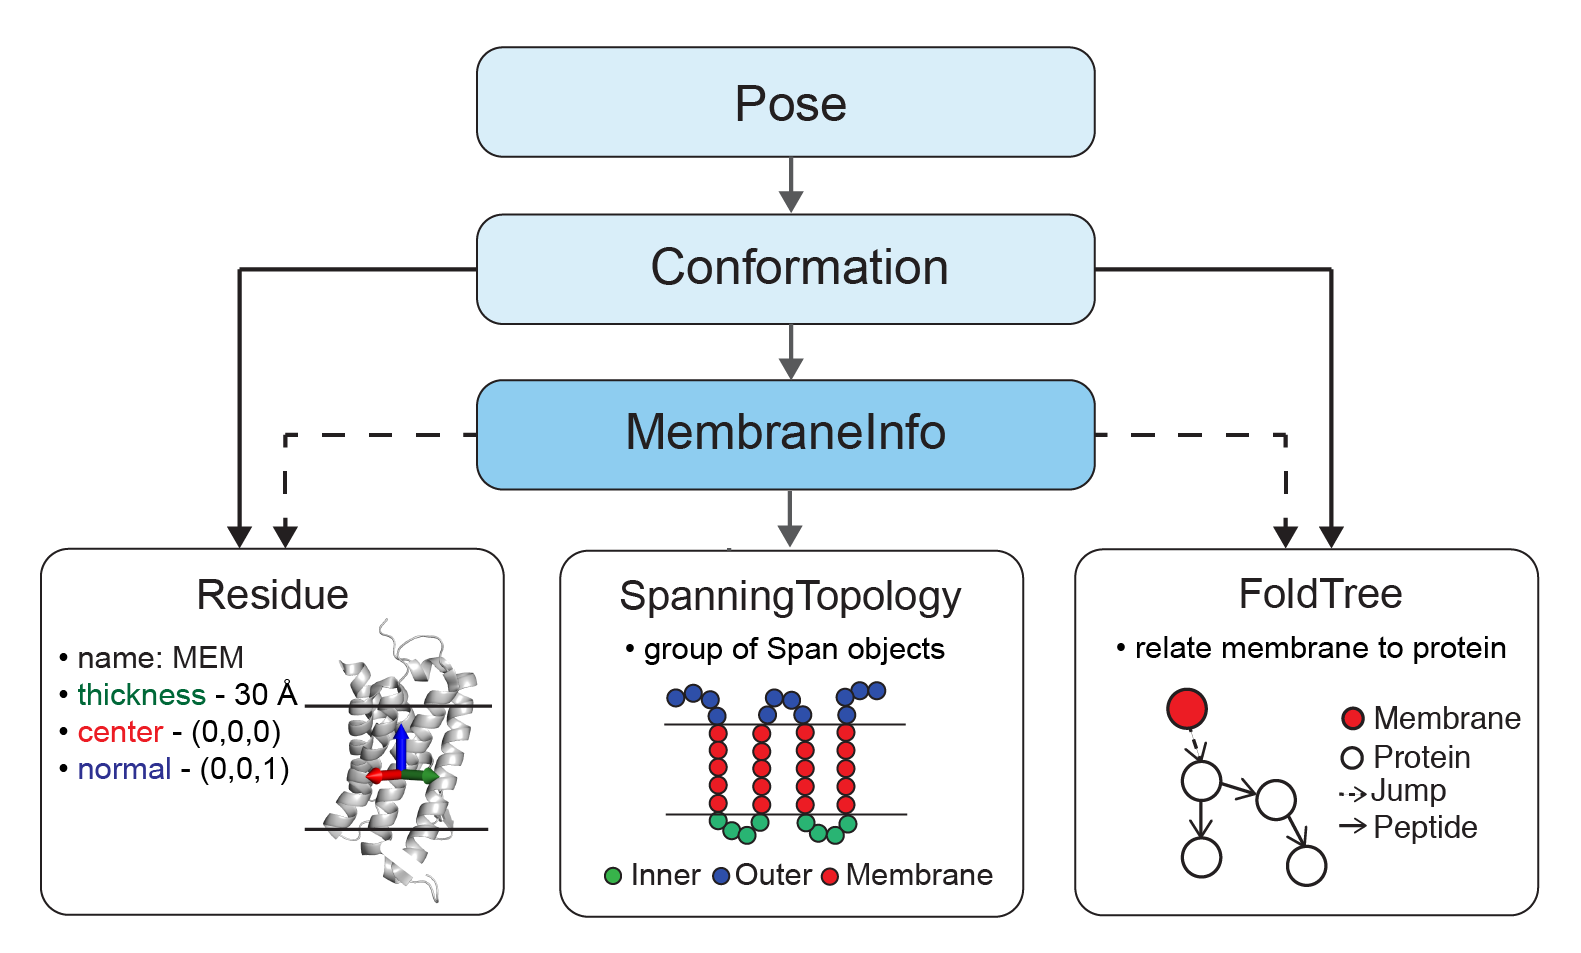 Pose
Conformation
MembraneInfo
Residue
• name: MEM
• thickness - 30 Å
• center - (0,0,0)
• normal - (0,0,1)
SpanningTopology
• group of Span objects
Inner Outer Membrane
FoldTree
• relate membrane to protein
Membrane
Protein
Jump
Peptide